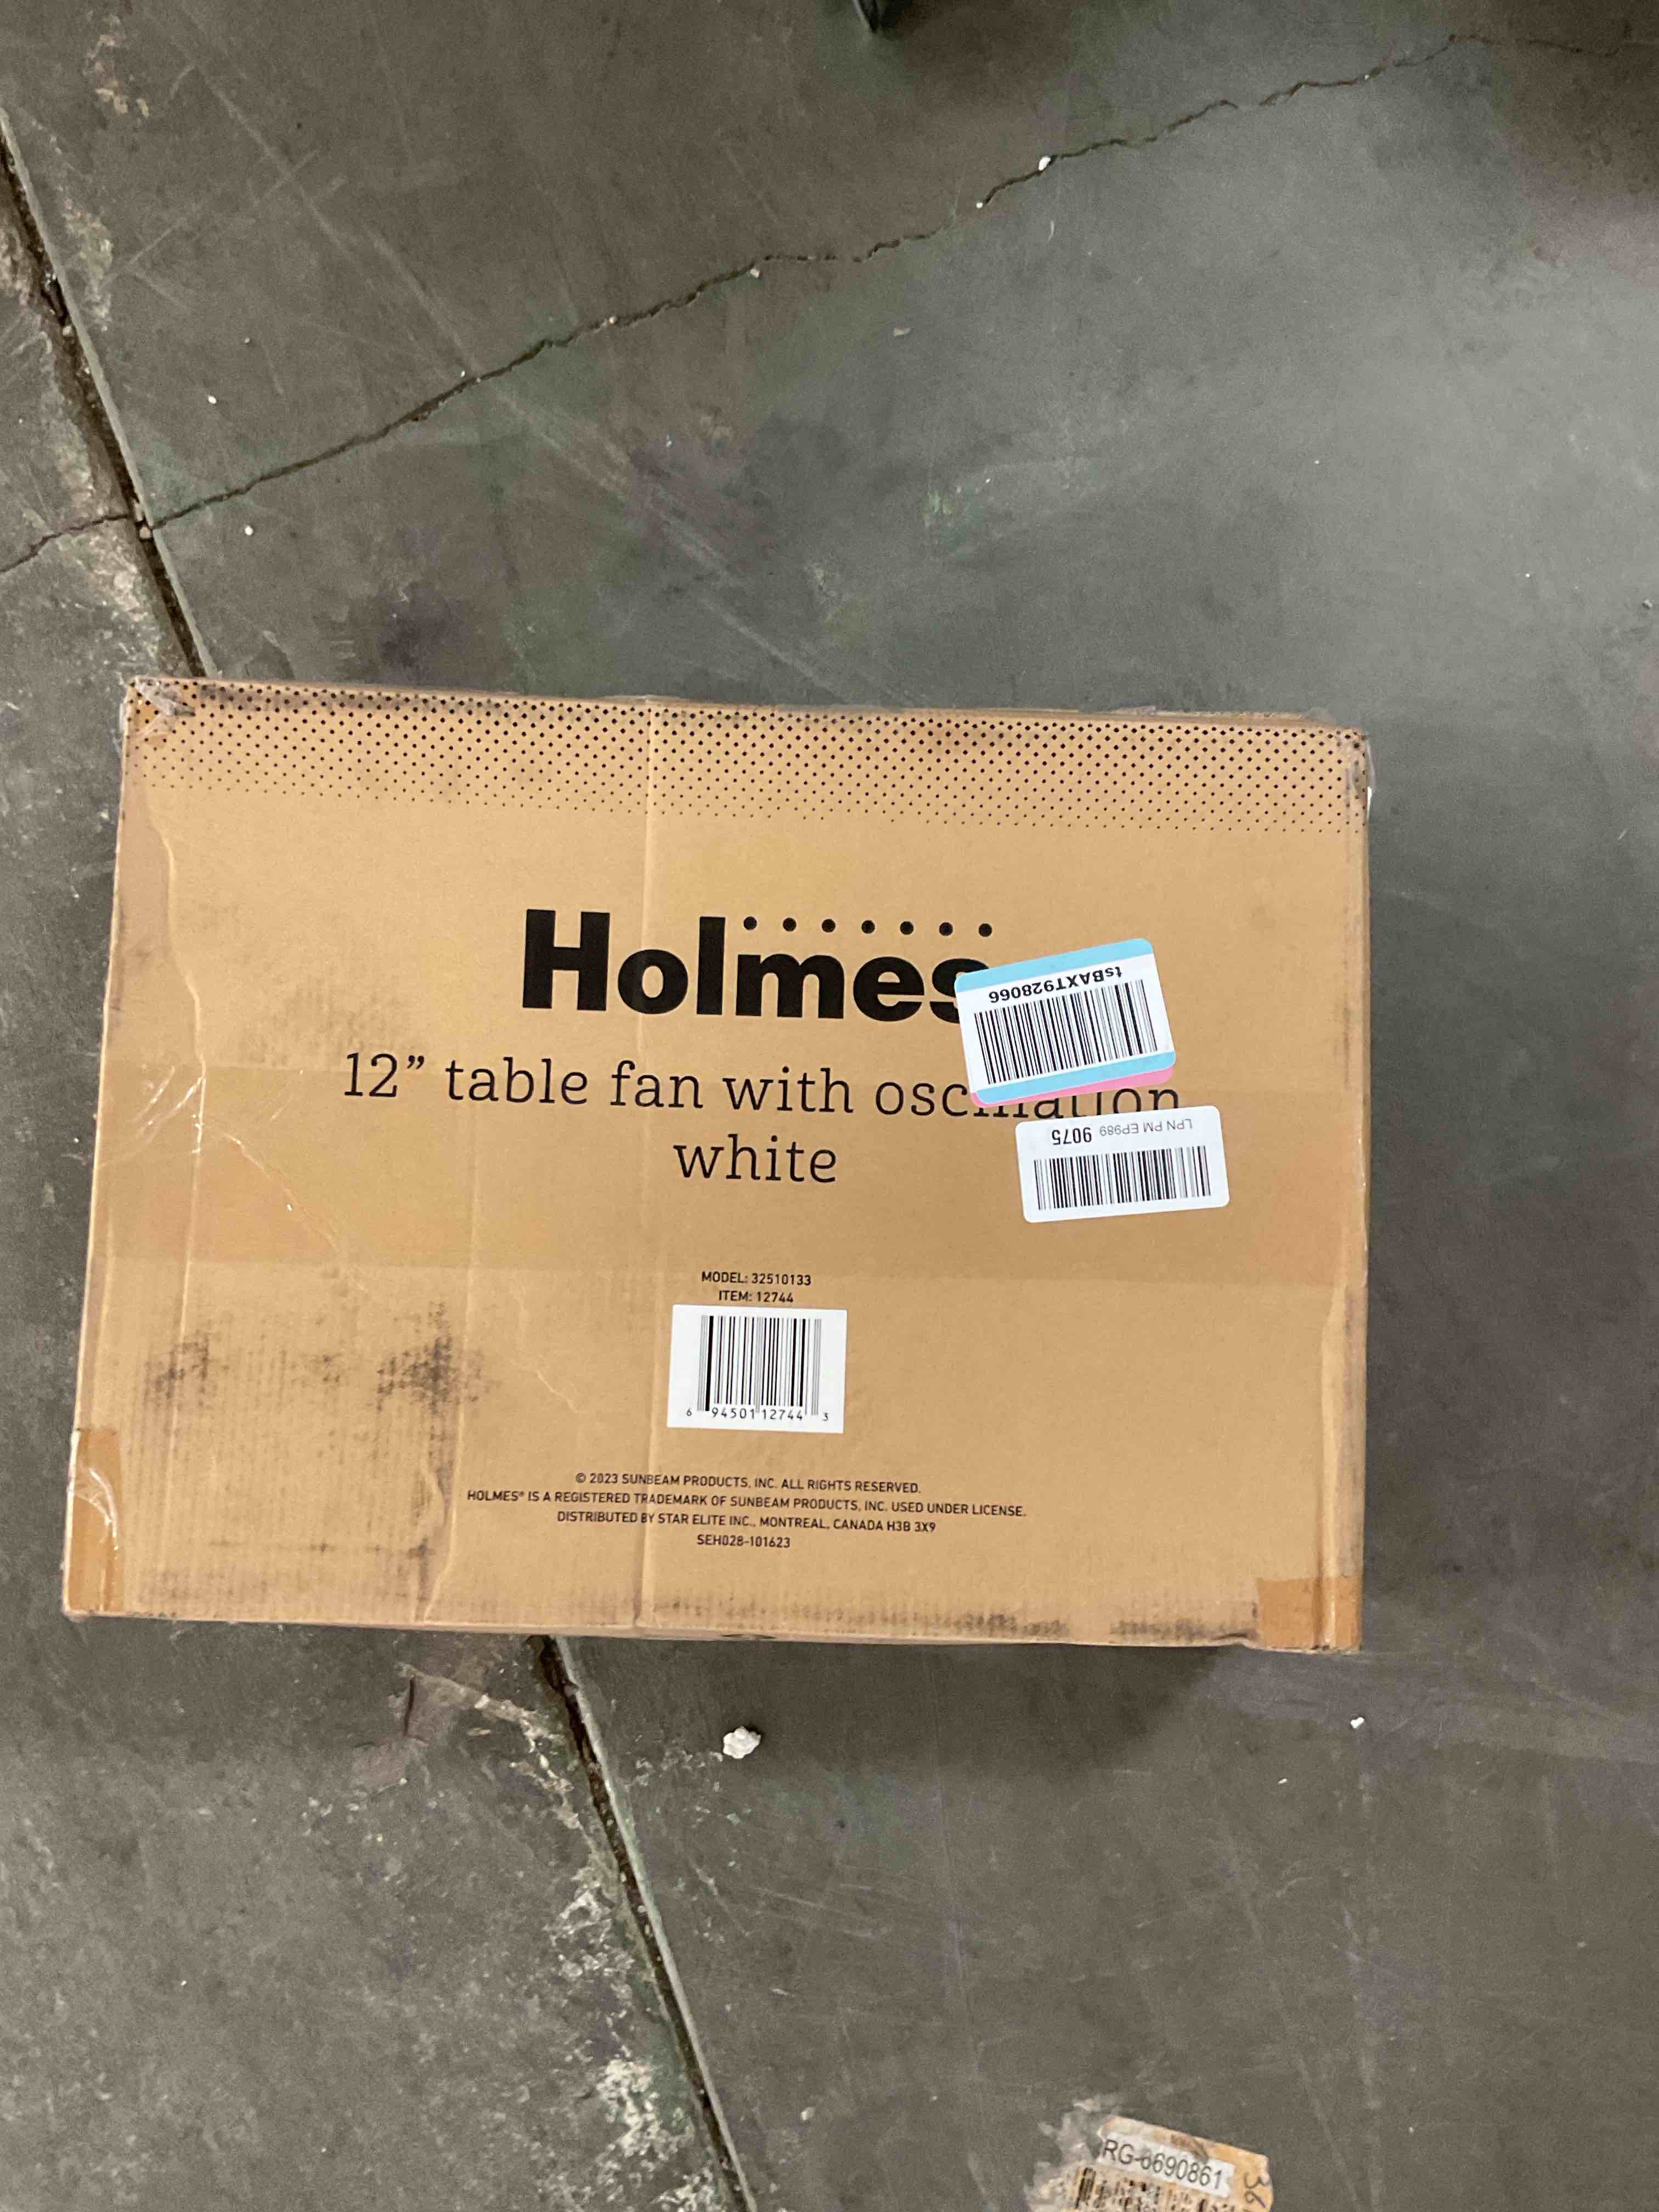 Holmes
12" table fan with oscillation
white
tsBAXT928066
LPN PM EP989 9075
MODEL: 32510133
ITEM: 12744
6 94501 12744 3
© 2023 SUNBEAM PRODUCTS, INC. ALL RIGHTS RESERVED.
HOLMES® IS A REGISTERED TRADEMARK OF SUNBEAM PRODUCTS, INC. USED UNDER LICENSE.
DISTRIBUTED BY STAR ELITE INC., MONTREAL, CANADA H3B 3X9
SEH028-101623
RG-6690861
36